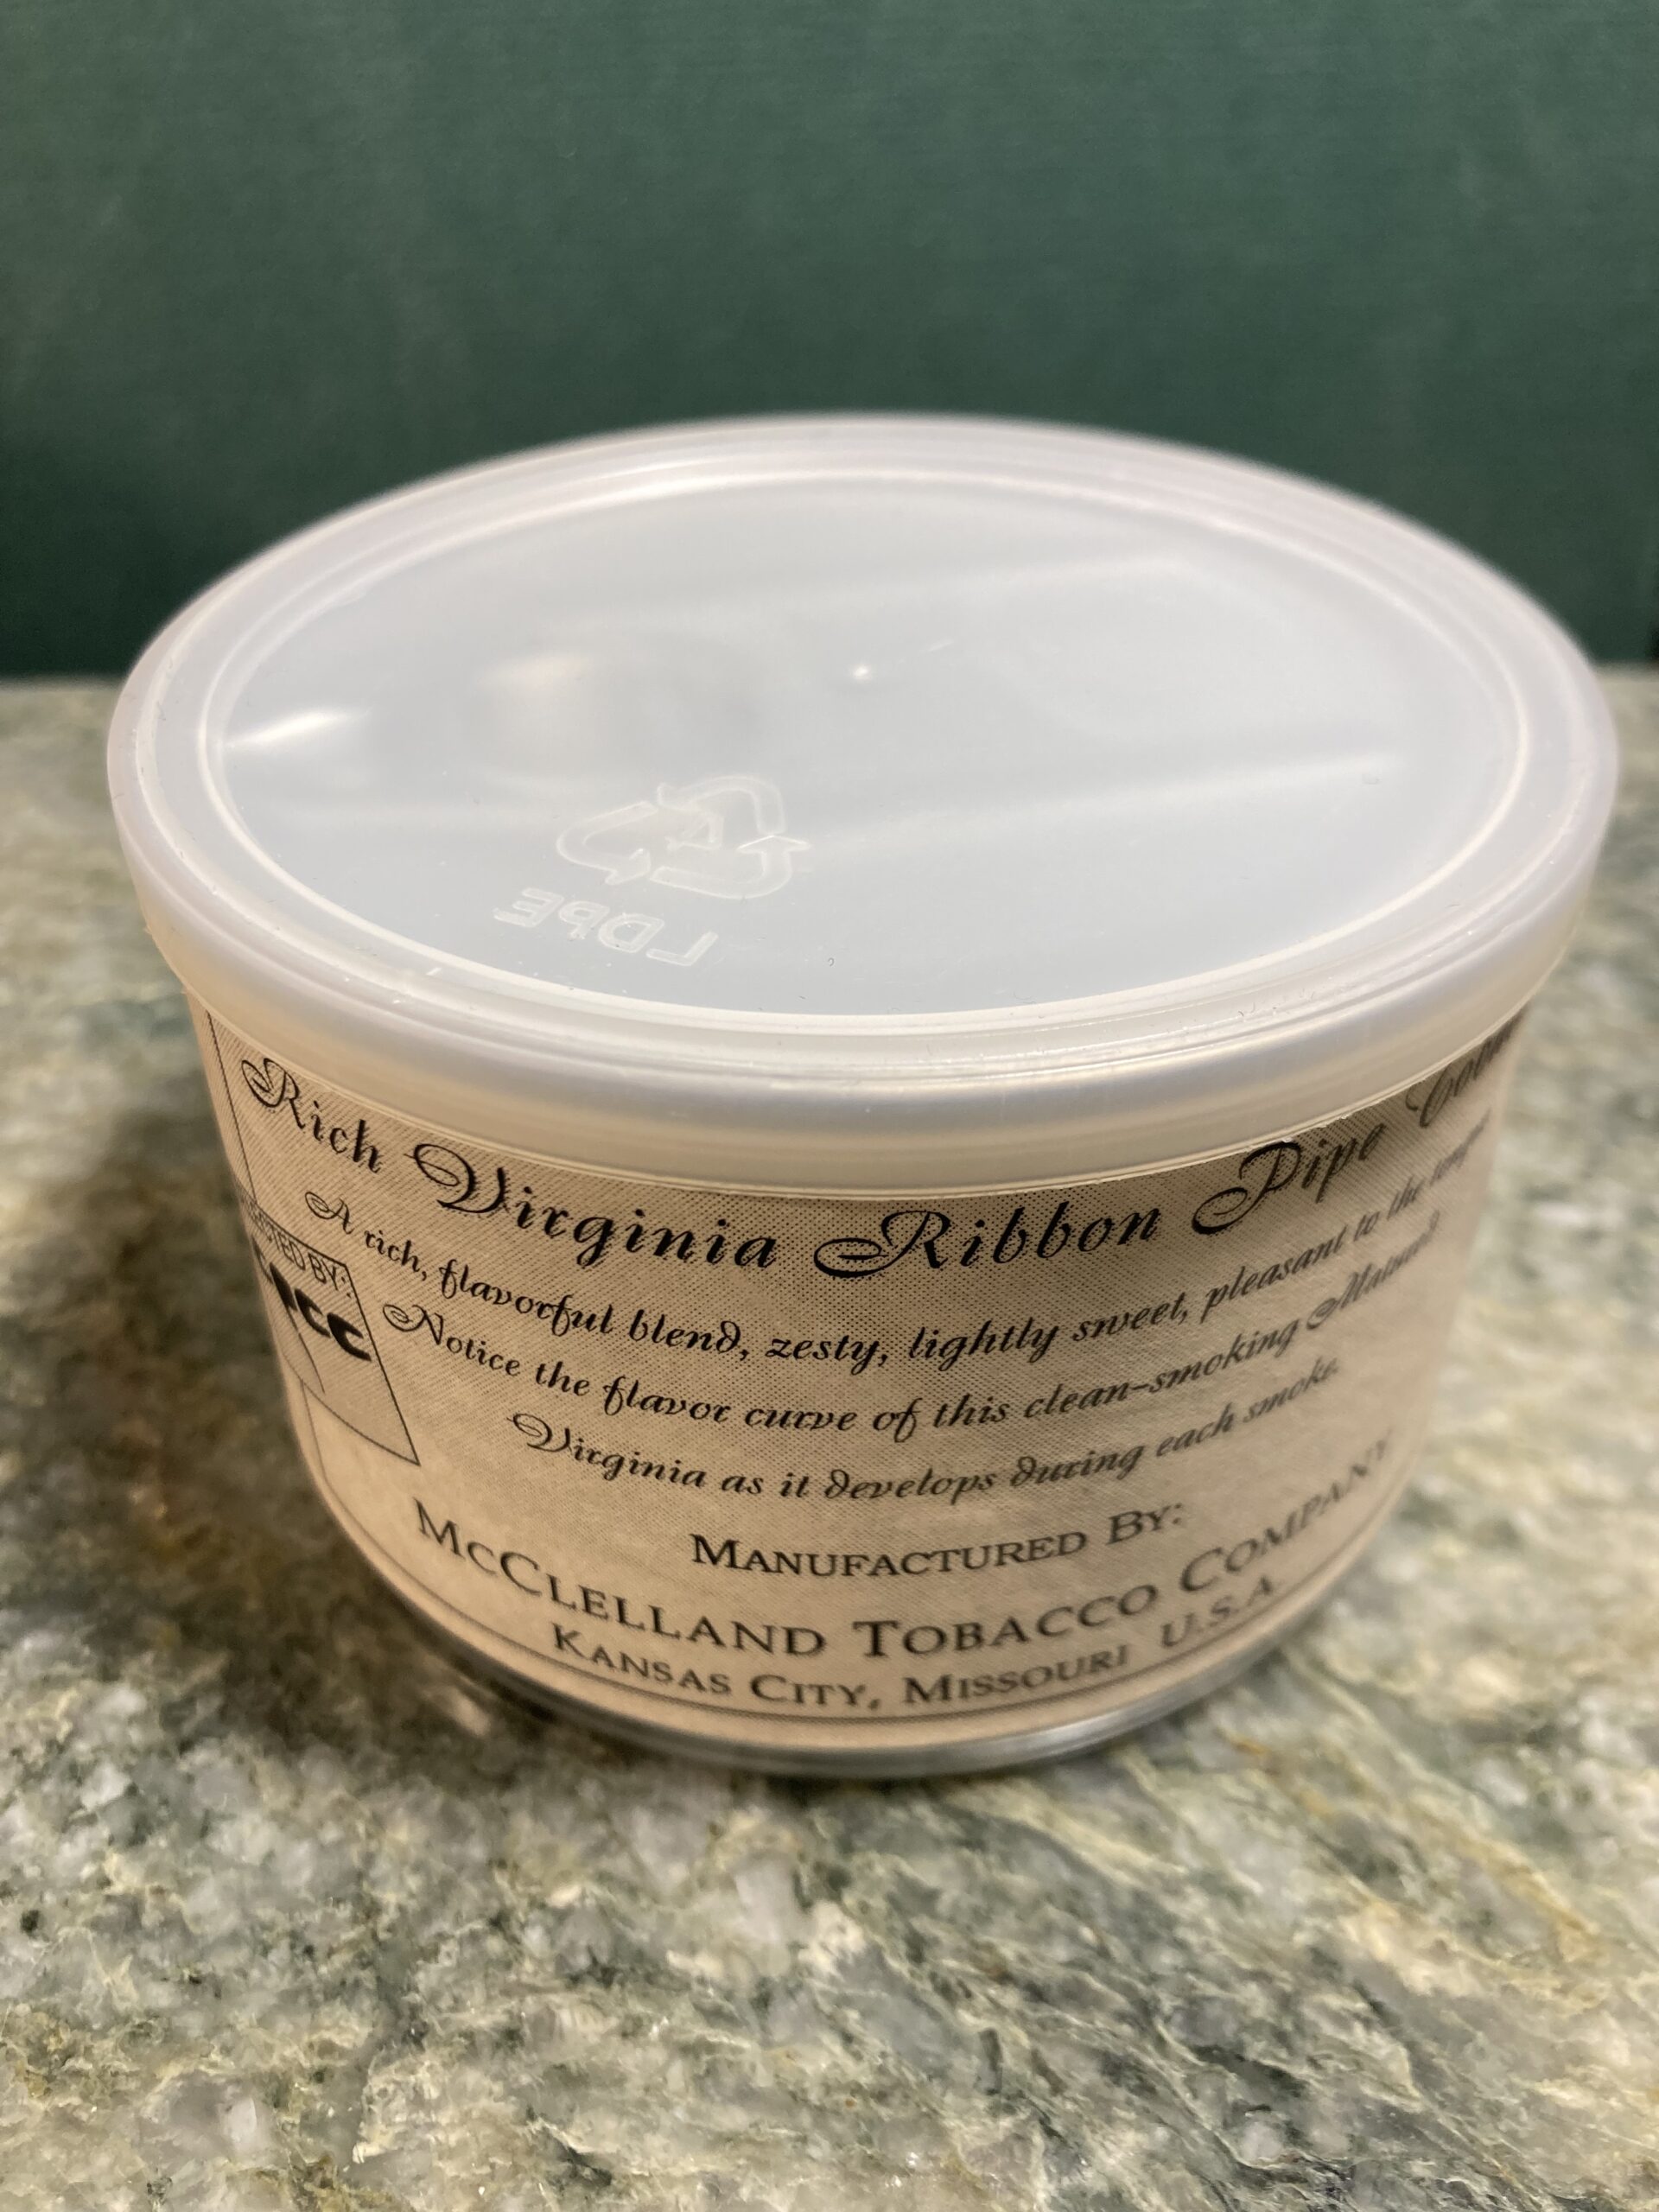 4
LDPE
Rich Virginia Ribbon Pipe
A rich, flavorful blend, zesty, lightly sweet, pleasant to the
Notice the flavor curve of this clean-smoking Matured
Virginia as it develops during each smoke.
MANUFACTURED BY:
MCCLELLAND TOBACCO COMPANY
KANSAS CITY, MISSOURI U.S.A
BY: